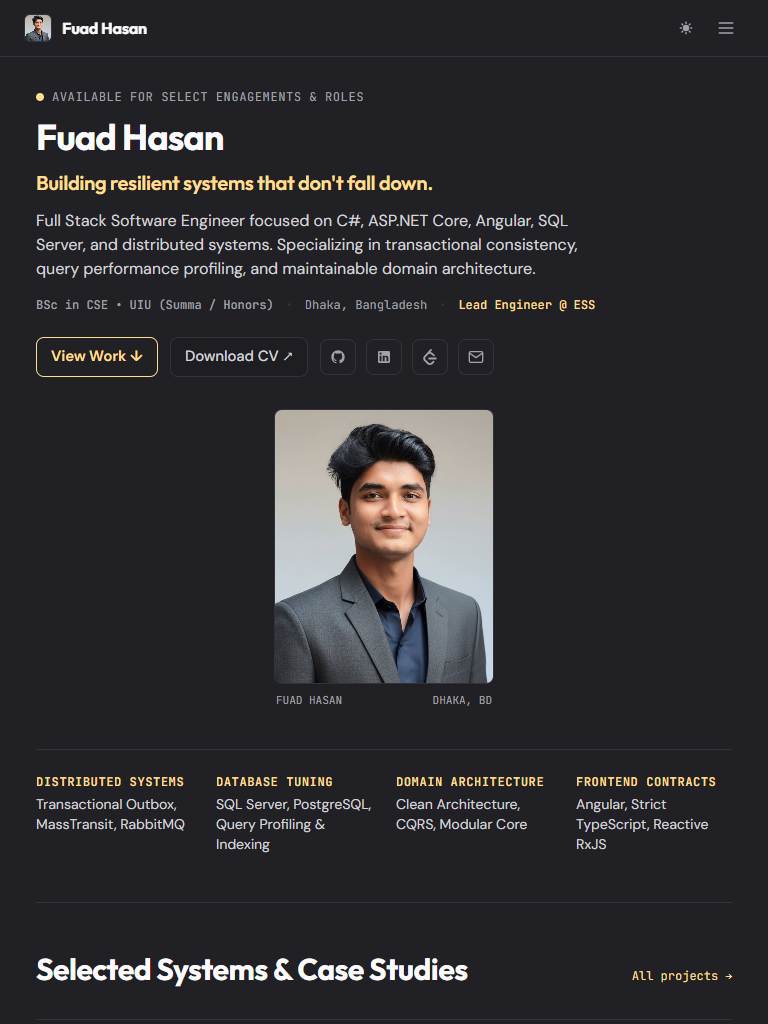 Fuad Hasan
AVAILABLE FOR SELECT ENGAGEMENTS & ROLES
Fuad Hasan
Building resilient systems that don't fall down.
Full Stack Software Engineer focused on C#, ASP.NET Core, Angular, SQL
Server, and distributed systems. Specializing in transactional consistency,
query performance profiling, and maintainable domain architecture.
BSc in CSE • UIU (Summa / Honors) · Dhaka, Bangladesh · Lead Engineer @ ESS
View Work ↓ Download CV ↗
FUAD HASAN DHAKA, BD
DISTRIBUTED SYSTEMS
Transactional Outbox,
MassTransit, RabbitMQ
DATABASE TUNING
SQL Server, PostgreSQL,
Query Profiling &
Indexing
DOMAIN ARCHITECTURE
Clean Architecture,
CQRS, Modular Core
FRONTEND CONTRACTS
Angular, Strict
TypeScript, Reactive
RxJS
Selected Systems & Case Studies
All projects →